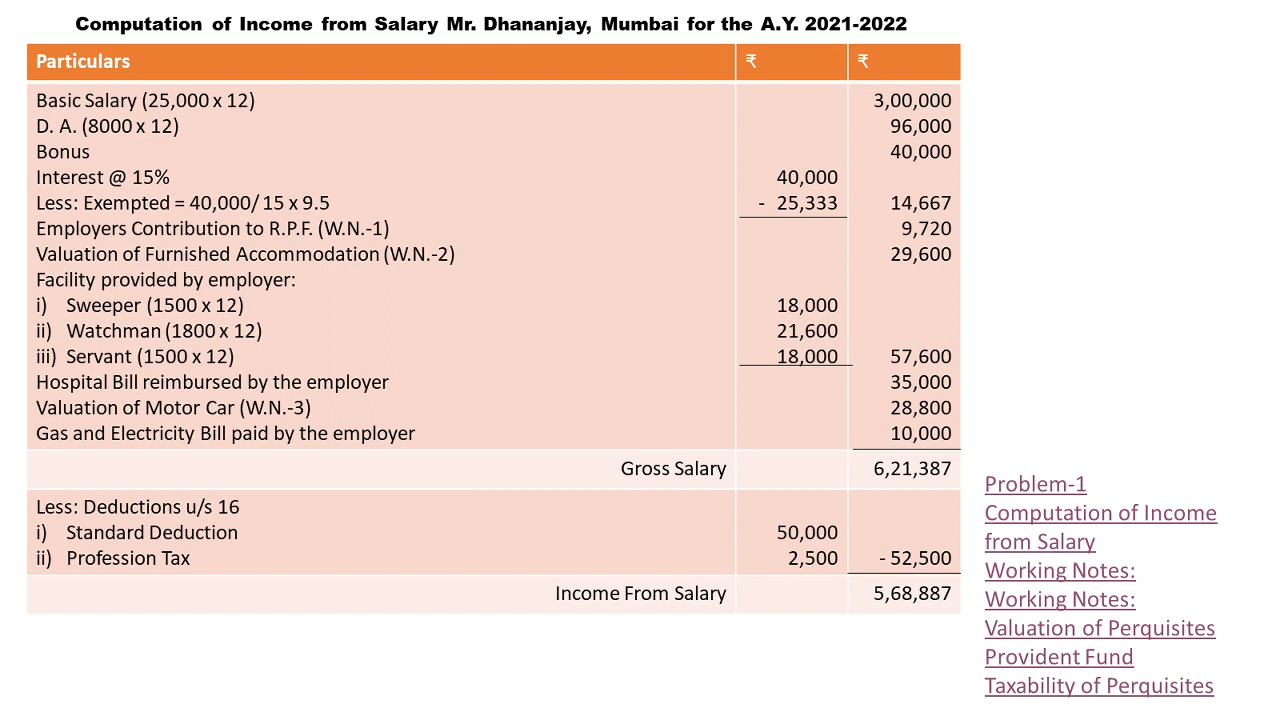 Computation of Income from Salary Mr. Dhananjay, Mumbai for the A.Y. 2021-2022
Particulars ₹ ₹
Basic Salary (25,000 x 12) 3,00,000
D. A. (8000 x 12) 96,000
Bonus 40,000
Interest @ 15% 40,000
Less: Exempted = 40,000/ 15 x 9.5 - 25,333 14,667
Employers Contribution to R.P.F. (W.N.-1) 9,720
Valuation of Furnished Accommodation (W.N.-2) 29,600
Facility provided by employer:
i) Sweeper (1500 x 12) 18,000
ii) Watchman (1800 x 12) 21,600
iii) Servant (1500 x 12) 18,000 57,600
Hospital Bill reimbursed by the employer 35,000
Valuation of Motor Car (W.N.-3) 28,800
Gas and Electricity Bill paid by the employer 10,000
Gross Salary 6,21,387
Less: Deductions u/s 16
i) Standard Deduction 50,000
ii) Profession Tax 2,500 - 52,500
Income From Salary 5,68,887
Problem-1
Computation of Income
from Salary
Working Notes:
Working Notes:
Valuation of Perquisites
Provident Fund
Taxability of Perquisites